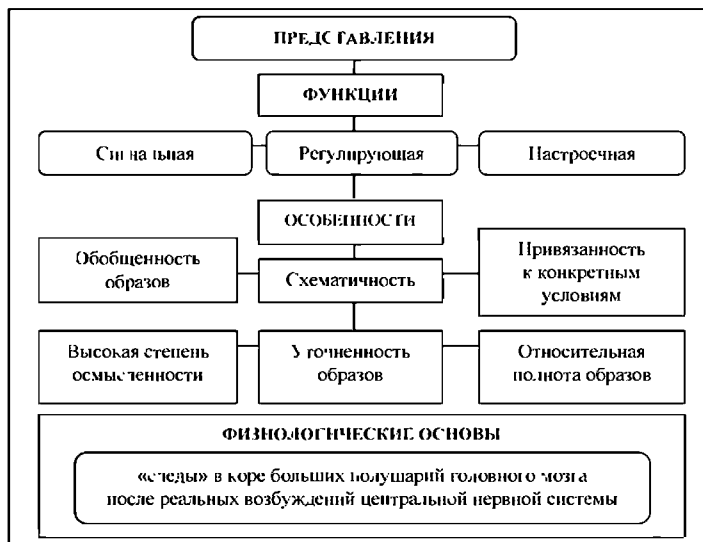 ПРЕДСТАВЛЕНИЯ
ФУНКЦИИ
Сигнальная
Регулирующая
Настроечная
ОСОБЕННОСТИ
Обобщенность
образов
Схематичность
Привязанность
к конкретным
условиям
Высокая степень
осмысленности
Уточненность
образов
Относительная
полнота образов
ФИЗИОЛОГИЧЕСКИЕ ОСНОВЫ
«следы» в коре больших полушарий головного мозга
после реальных возбуждений центральной нервной системы